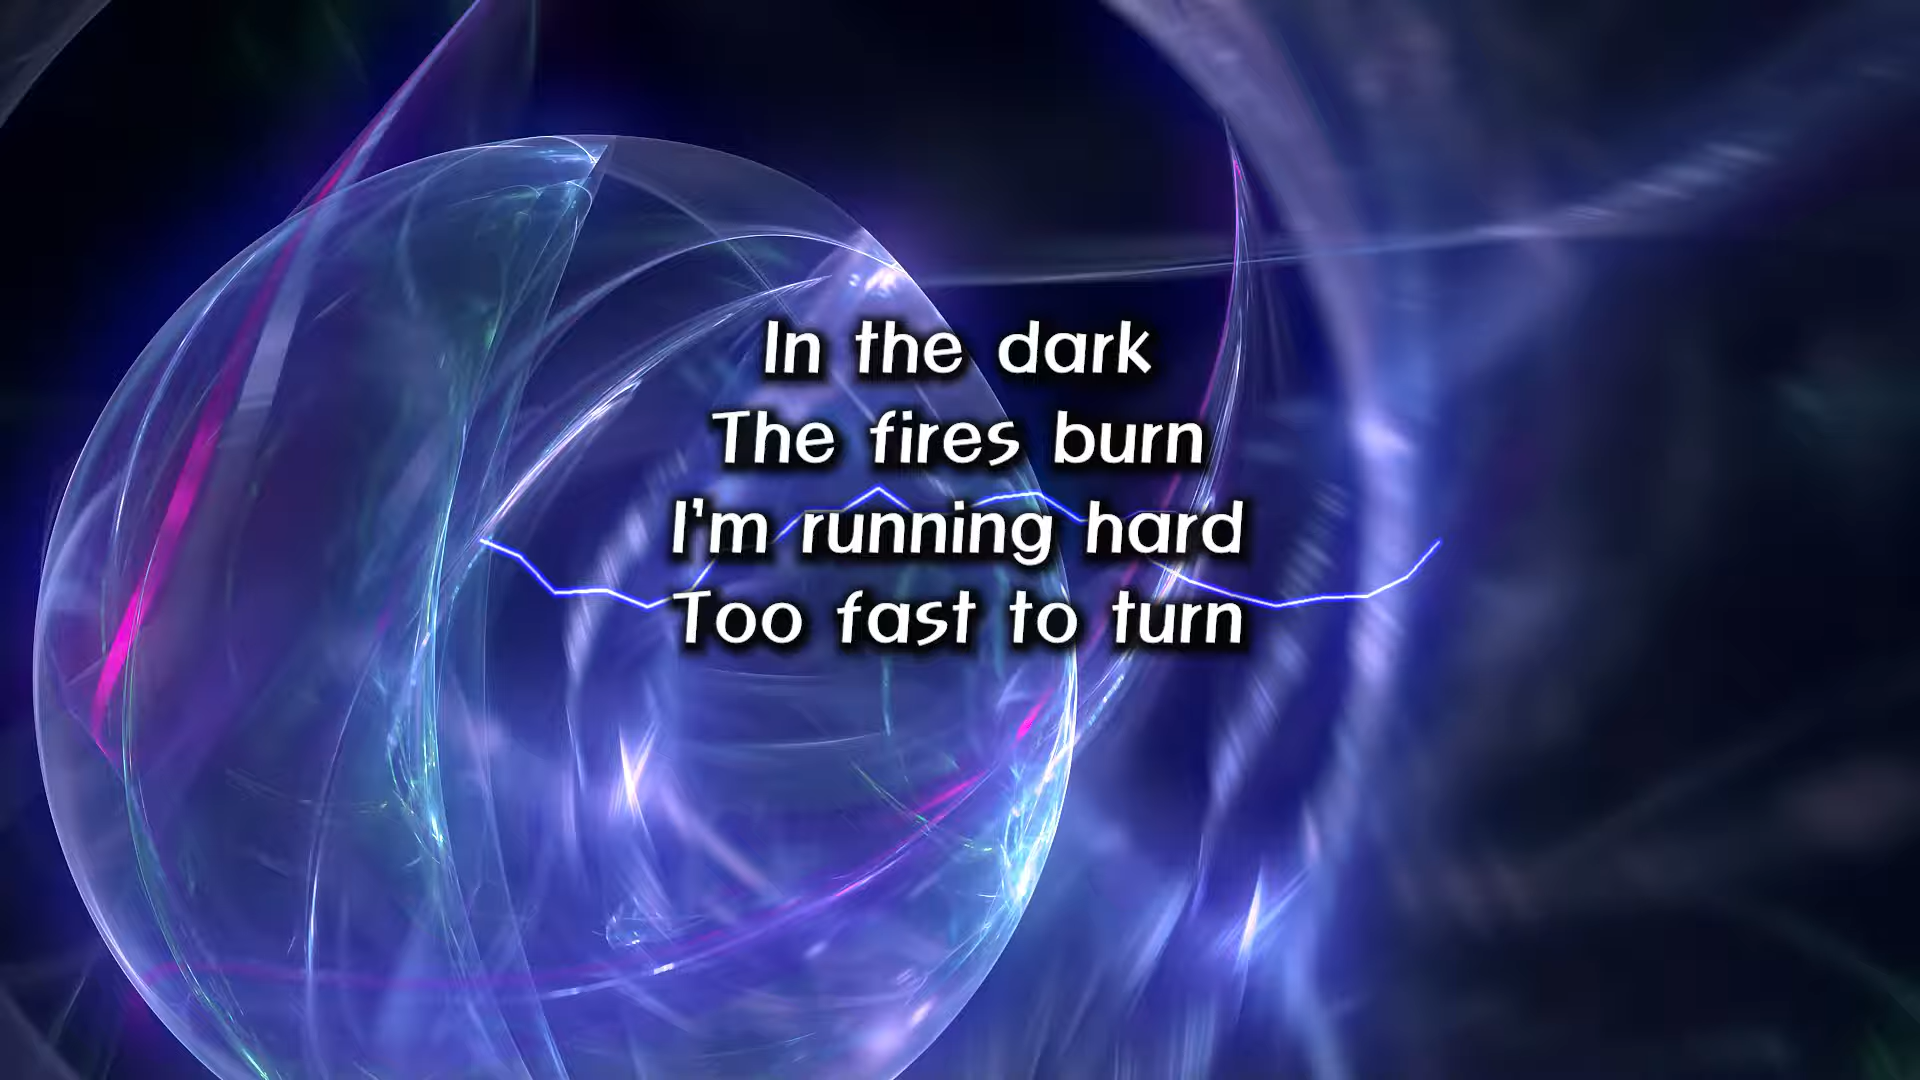 In the dark
The fires burn
I'm running hard
Too fast to turn